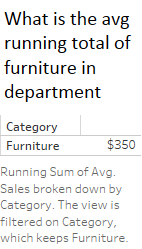 What is the avg
running total of
furniture in
department
Category
Furniture $350
Running Sum of Avg.
Sales broken down by
Category. The view is
filtered on Category,
which keeps Furniture.